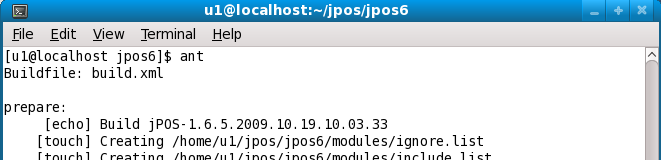 u1@localhost:~/jpos/jpos6
File Edit View Terminal Help
[u1@localhost jpos6]$ ant
Buildfile: build.xml
prepare:
[echo] Build jPOS-1.6.5.2009.10.19.10.03.33
[touch] Creating /home/u1/jpos/jpos6/modules/ignore.list
[touch] Creating /home/u1/jpos/jpos6/modules/include.list